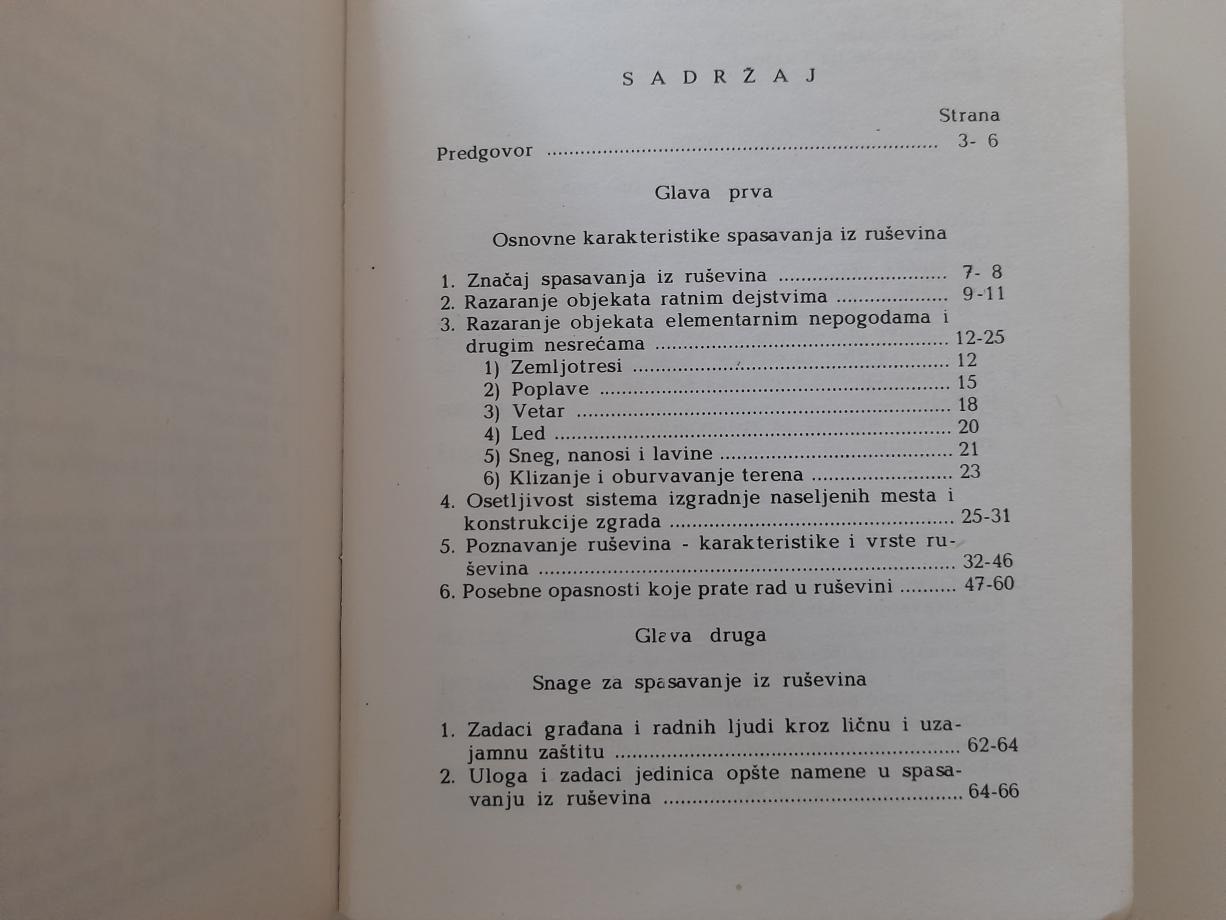 SADRŽAJ
Strana
Predgovor ........ 3- 6
Glava prva
Osnovne karakteristike spasavanja iz ruševina
1. Značaj spasavanja iz ruševina ........ 7- 8
2. Razaranje objekata ratnim dejstvima ........ 9-11
3. Razaranje objekata elementarnim nepogodama i
drugim nesrećama ........ 12-25
1) Zemljotresi ........ 12
2) Poplave ........ 15
3) Vetar ........ 18
4) Led ........ 20
5) Sneg, nanosi i lavine ........ 21
6) Klizanje i oburvavanje terena ........ 23
4. Osetljivost sistema izgradnje naseljenih mesta i
konstrukcije zgrada ........ 25-31
5. Poznavanje ruševina - karakteristike i vrste ru-
ševina ........ 32-46
6. Posebne opasnosti koje prate rad u ruševini ........ 47-60
Glava druga
Snage za spasavanje iz ruševina
1. Zadaci građana i radnih ljudi kroz ličnu i uza-
jamnu zaštitu ........ 62-64
2. Uloga i zadaci jedinica opšte namene u spasa-
vanju iz ruševina ........ 64-66